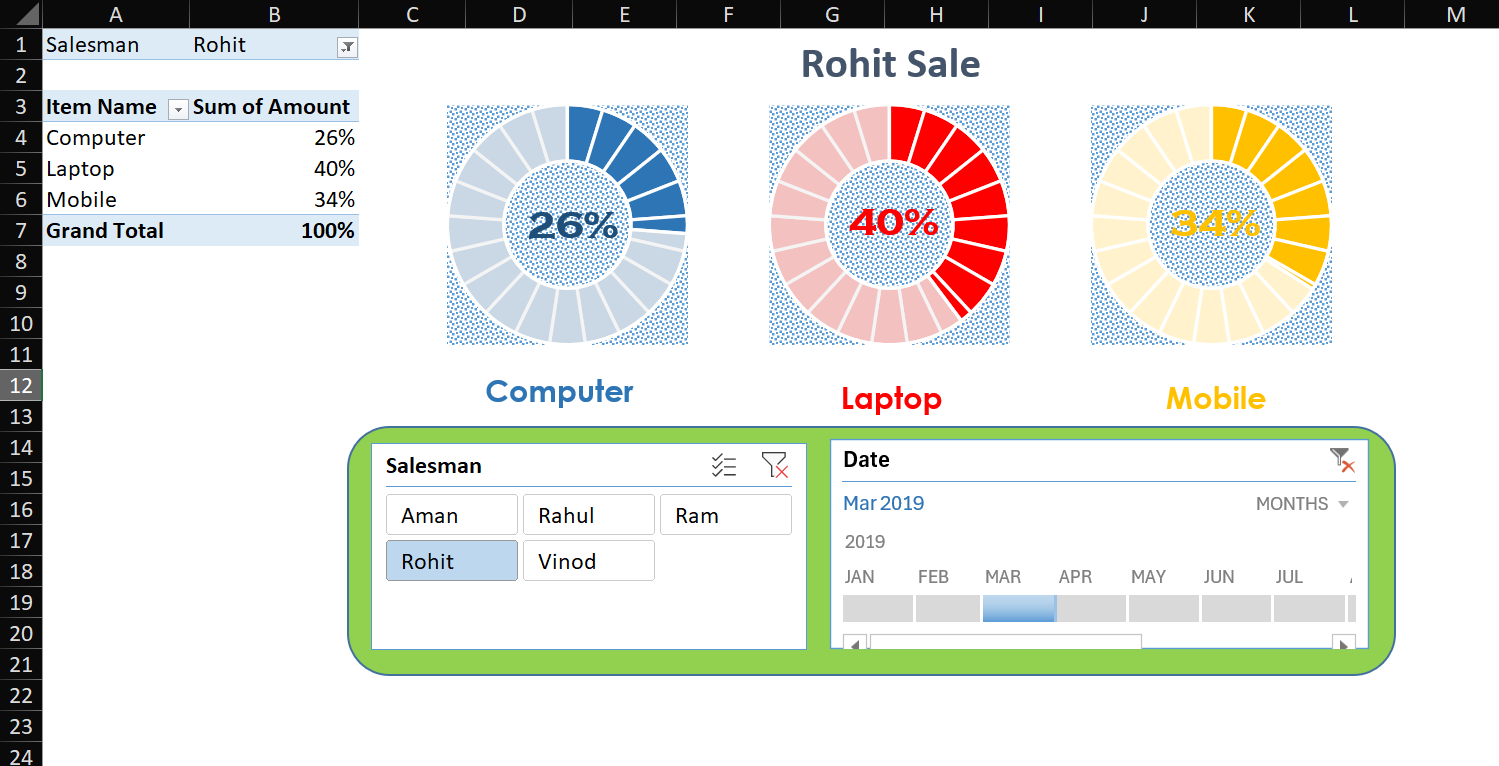 A B C D E F G H I J K L M
1 Salesman Rohit
2
3 Item Name Sum of Amount
4 Computer 26%
5 Laptop 40%
6 Mobile 34%
7 Grand Total 100%
8
9
10
11
12
13
14
15
16
17
18
19
20
21
22
23
24
Rohit Sale
26% 40% 34%
Computer Laptop Mobile
Salesman
Aman Rahul Ram
Rohit Vinod
Date
Mar 2019 MONTHS
2019
JAN FEB MAR APR MAY JUN JUL